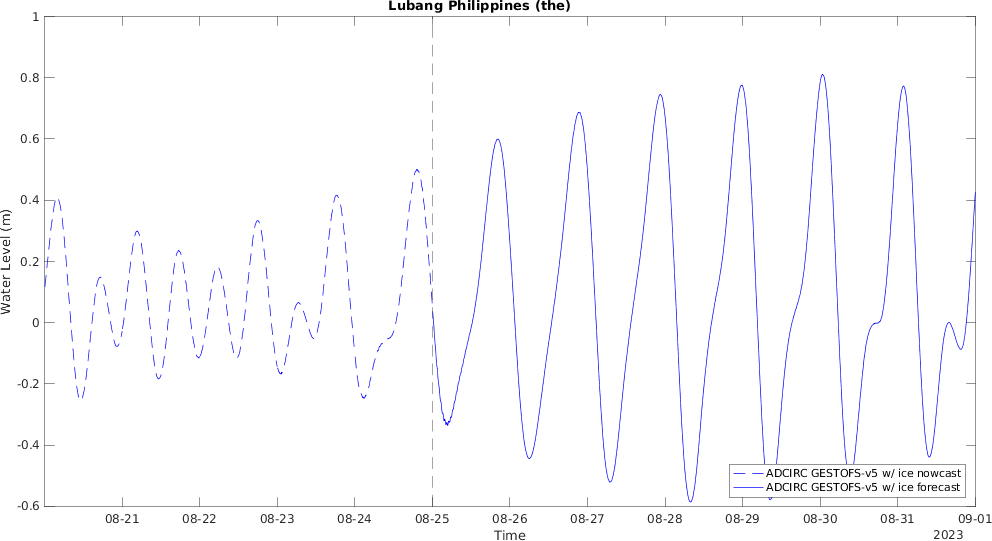 Lubang Philippines (the)
Water Level (m)
1
0.8
0.6
0.4
0.2
0
-0.2
-0.4
-0.6
ADCIRC GESTOFS-v5 w/ ice nowcast
ADCIRC GESTOFS-v5 w/ ice forecast
08-21 08-22 08-23 08-24 08-25 08-26 08-27 08-28 08-29 08-30 08-31 09-01
Time
2023